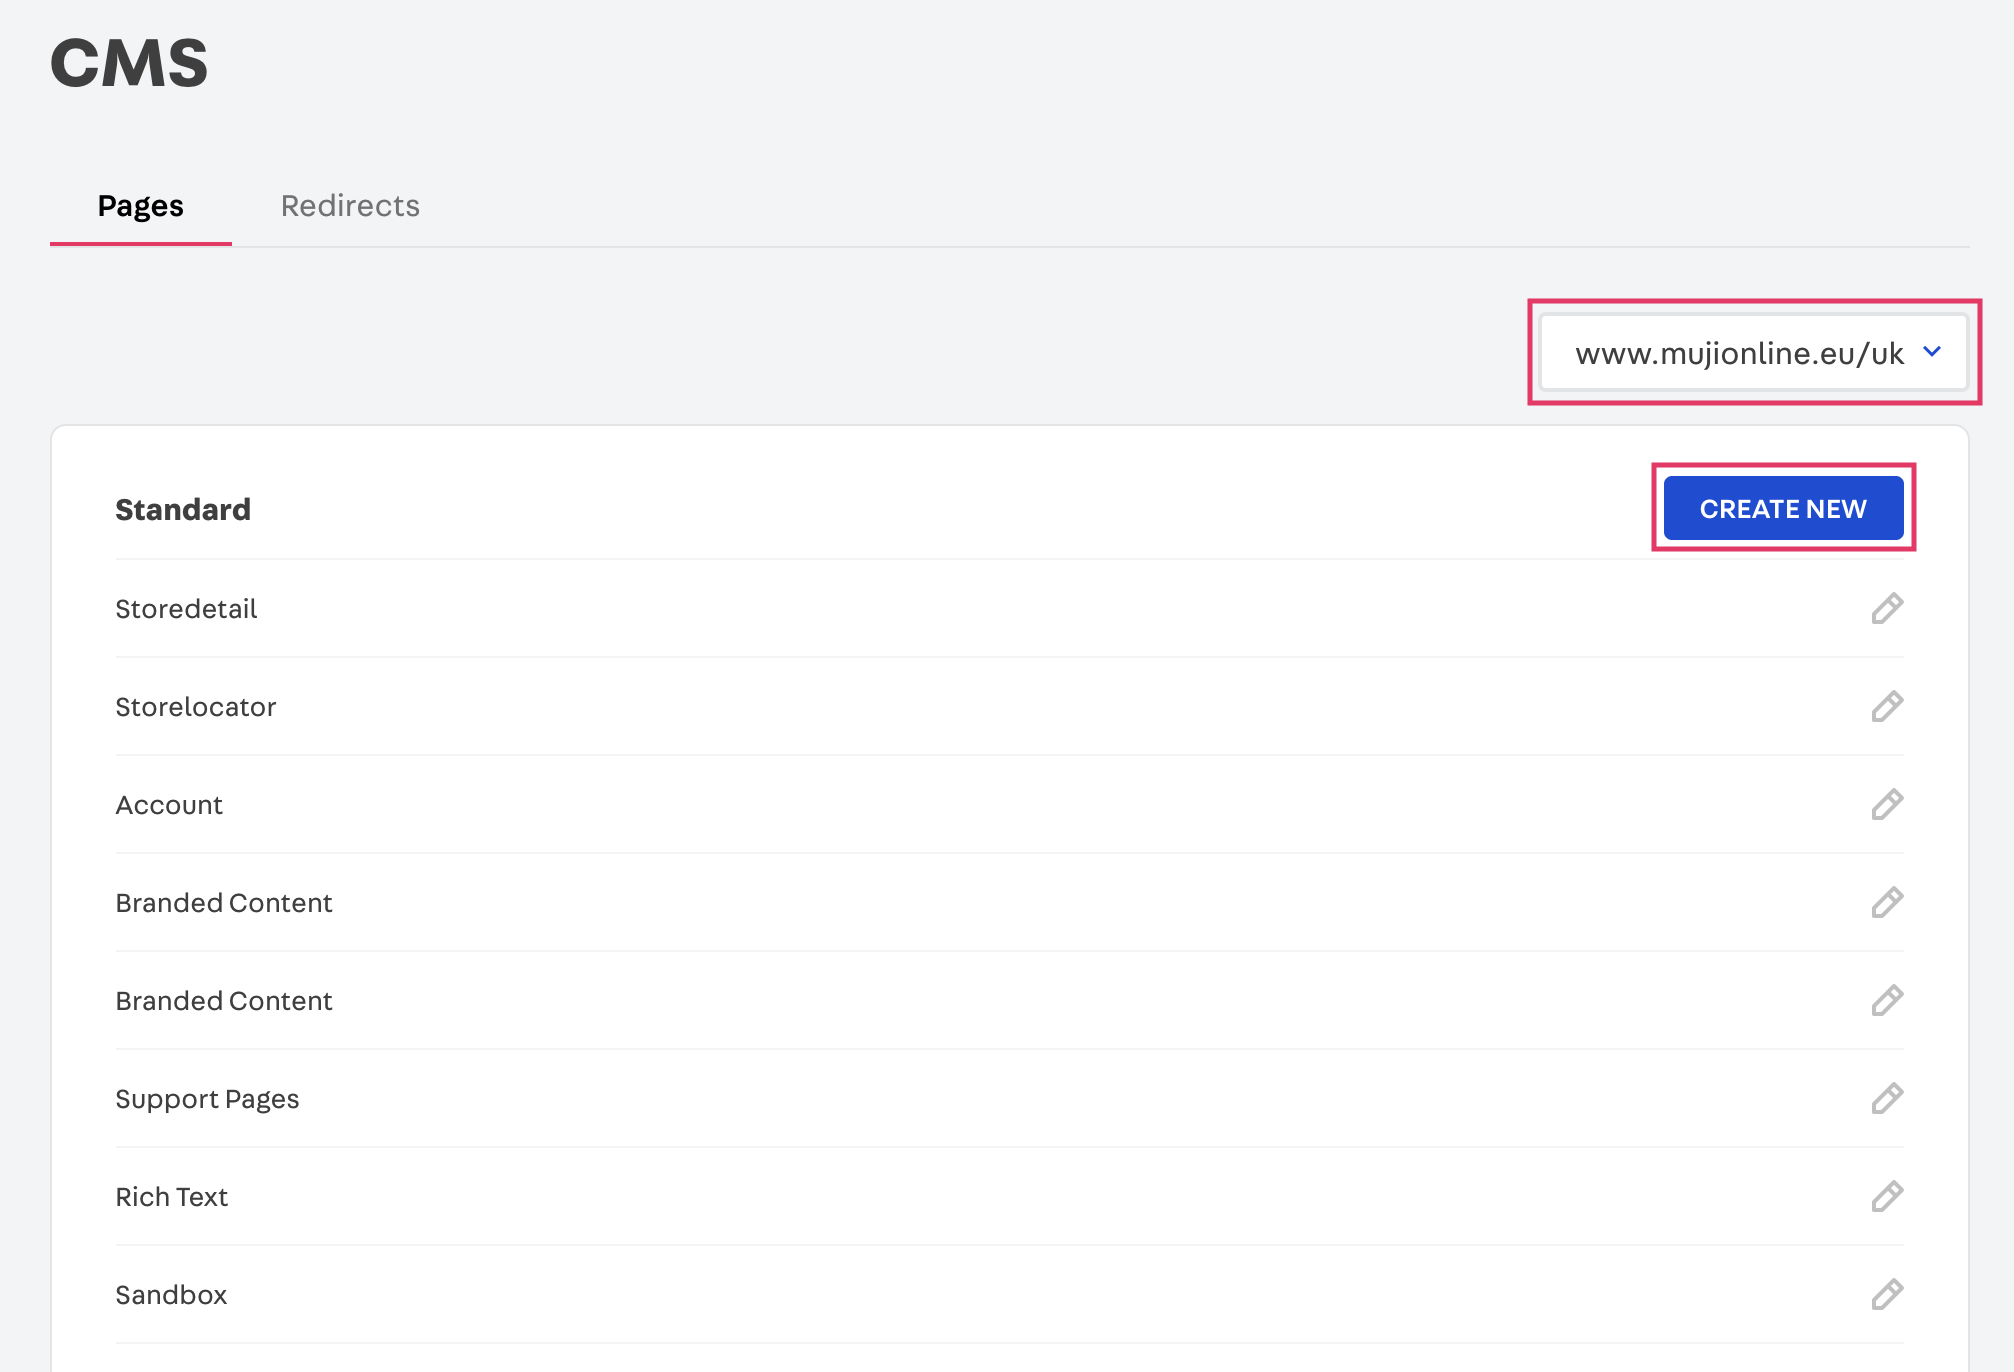 CMS
Pages
Redirects
www.mujionline.eu/uk
Standard
CREATE NEW
Storedetail
Storelocator
Account
Branded Content
Branded Content
Support Pages
Rich Text
Sandbox